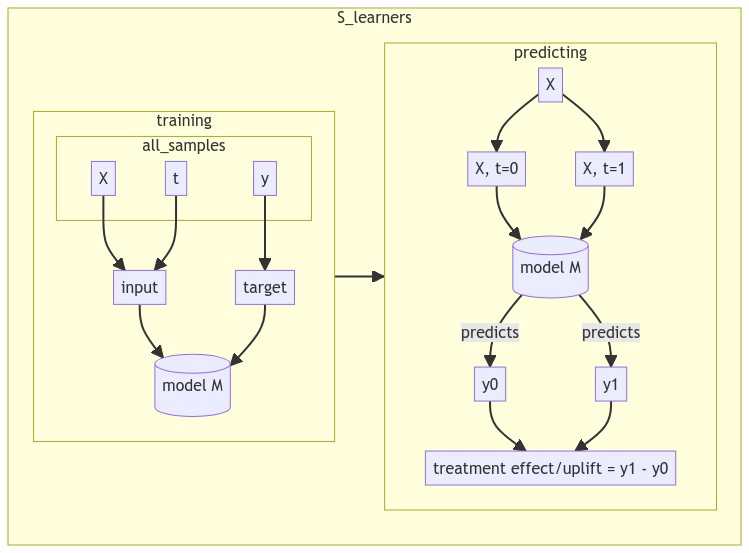 S_learners
training
all_samples
X t y
input target
model M
predicting
X
X, t=0 X, t=1
model M
predicts predicts
y0 y1
treatment effect/uplift = y1 - y0